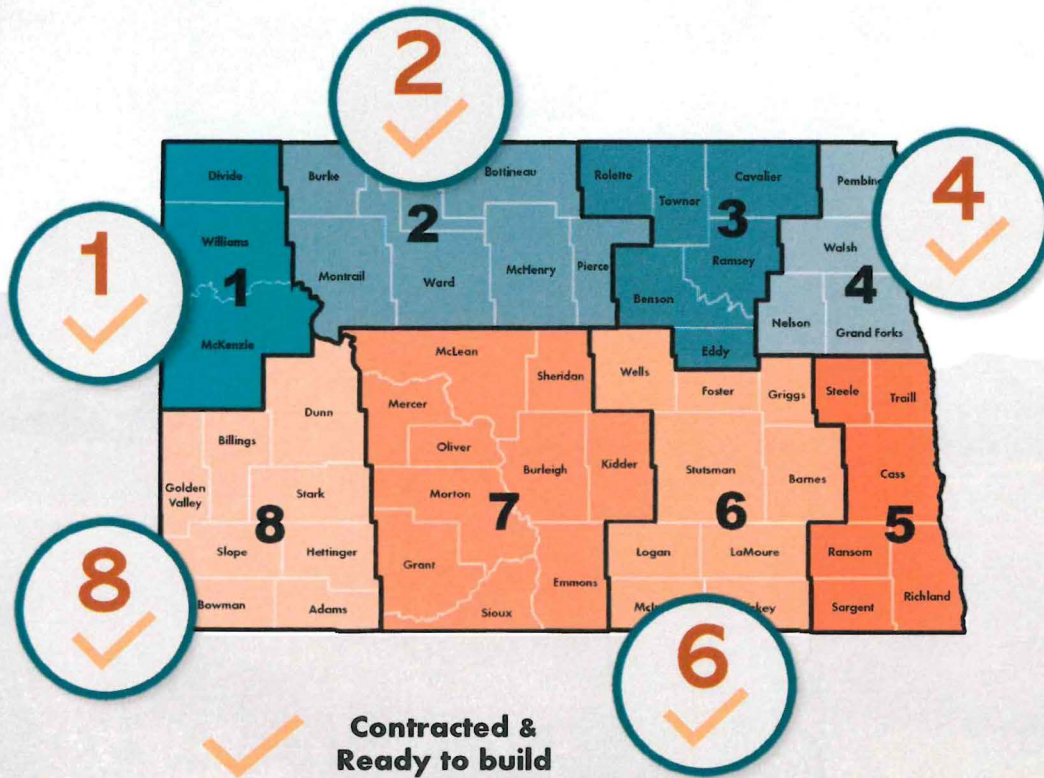 2
4
1
8
6
Divide
Burke
Bottineau
Rolette
Cavalier
Towner
2
3
Williams
Walsh
Ramsey
Montrail
Ward
McHenry
Pierce
1
4
Benson
Nelson
Grand Forks
McKenzie
Eddy
McLean
Sheridan
Wells
Foster
Griggs
Steele
Traill
Dunn
Mercer
Billings
Oliver
Burleigh
Kidder
Stutsman
Barnes
Cass
Golden
Valley
Stark
Morton
8
7
6
5
Slope
Hettinger
Grant
Logan
LaMoure
Ransom
Emmons
Bowman
Adams
Sioux
Sargent
Richland
Contracted &
Ready to build